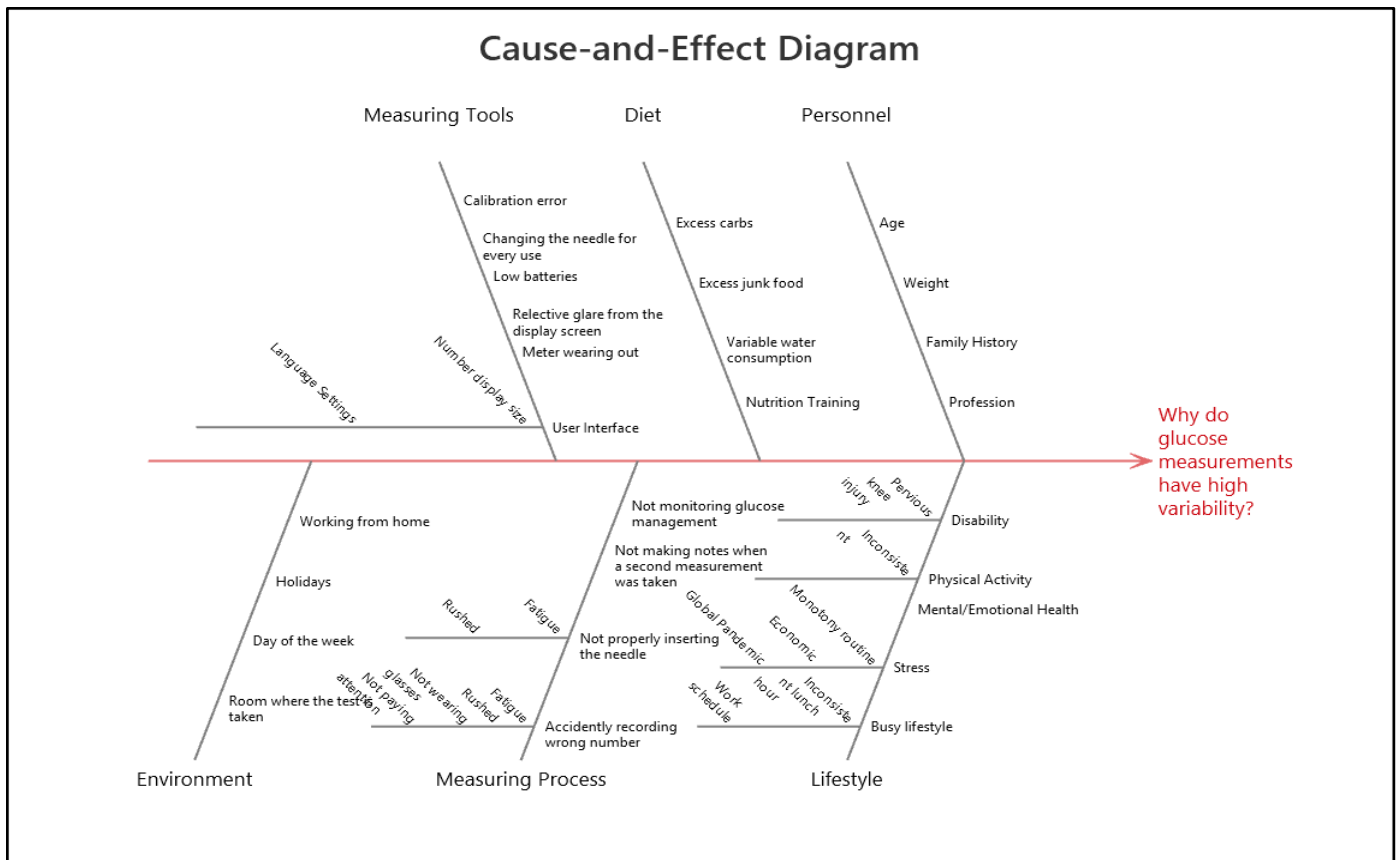 Cause-and-Effect Diagram
Measuring Tools
Diet
Personnel
Calibration error
Changing the needle for
every use
Low batteries
Relective glare from the
display screen
Meter wearing out
Number display size
Language Settings
User Interface
Excess carbs
Excess junk food
Variable water
consumption
Nutrition Training
Age
Weight
Family History
Profession
Why do
glucose
measurements
have high
variability?
Working from home
Holidays
Day of the week
Room where the test is
taken
Environment
Not monitoring glucose
management
Not making notes when
a second measurement
was taken
Rushed
Fatigue
Not properly inserting
the needle
Not paying
attention
Not wearing
glasses
Rushed
Fatigue
Accidently recording
wrong number
Measuring Process
Pervious
knee
injury
Disability
Inconsiste
nt
Physical Activity
Mental/Emotional Health
Global Pandemic
Economic
Monotony routine
Stress
Work
schedule
Inconsiste
nt lunch
hour
Busy lifestyle
Lifestyle